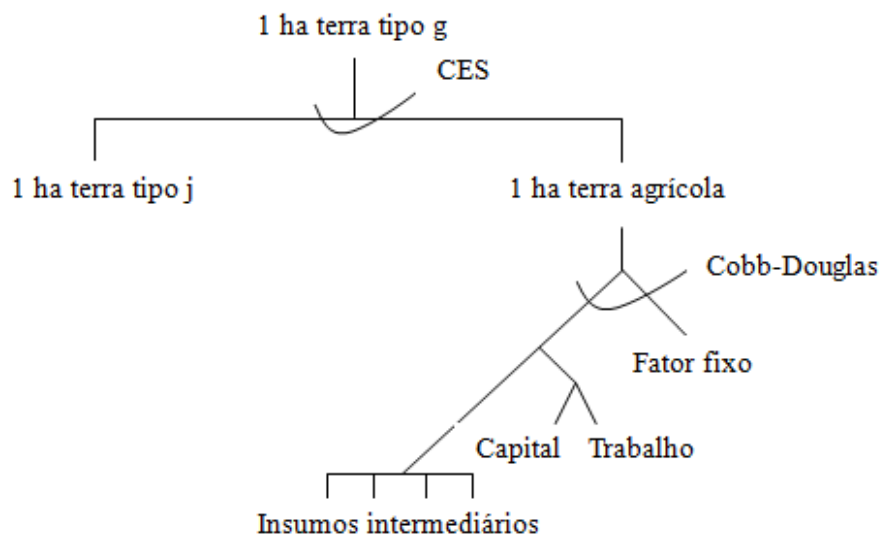 1 ha terra tipo g
CES
1 ha terra tipo j
1 ha terra agrícola
Cobb-Douglas
Fator fixo
Capital
Trabalho
Insumos intermediários